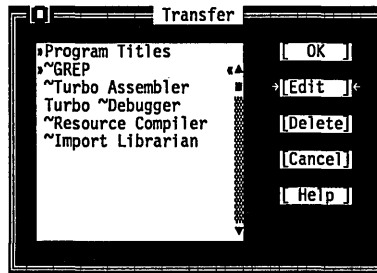 Transfer
Program Titles
~GREP
~Turbo Assembler
Turbo ~Debugger
~Resource Compiler
~Import Librarian
[ OK ]
[Edit ]
[Delete]
[Cancel]
[ Help ]